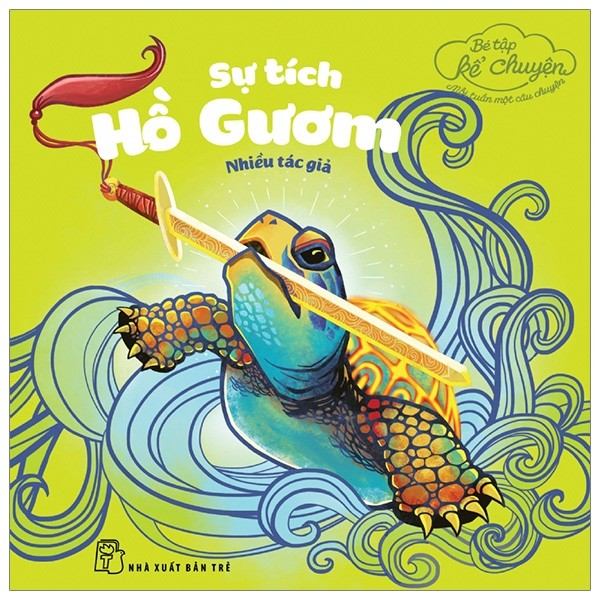 Bé tập
kể chuyện
Mỗi tuần một câu chuyện
Sự tích
Hồ Gươm
Nhiều tác giả
NHÀ XUẤT BẢN TRẺ